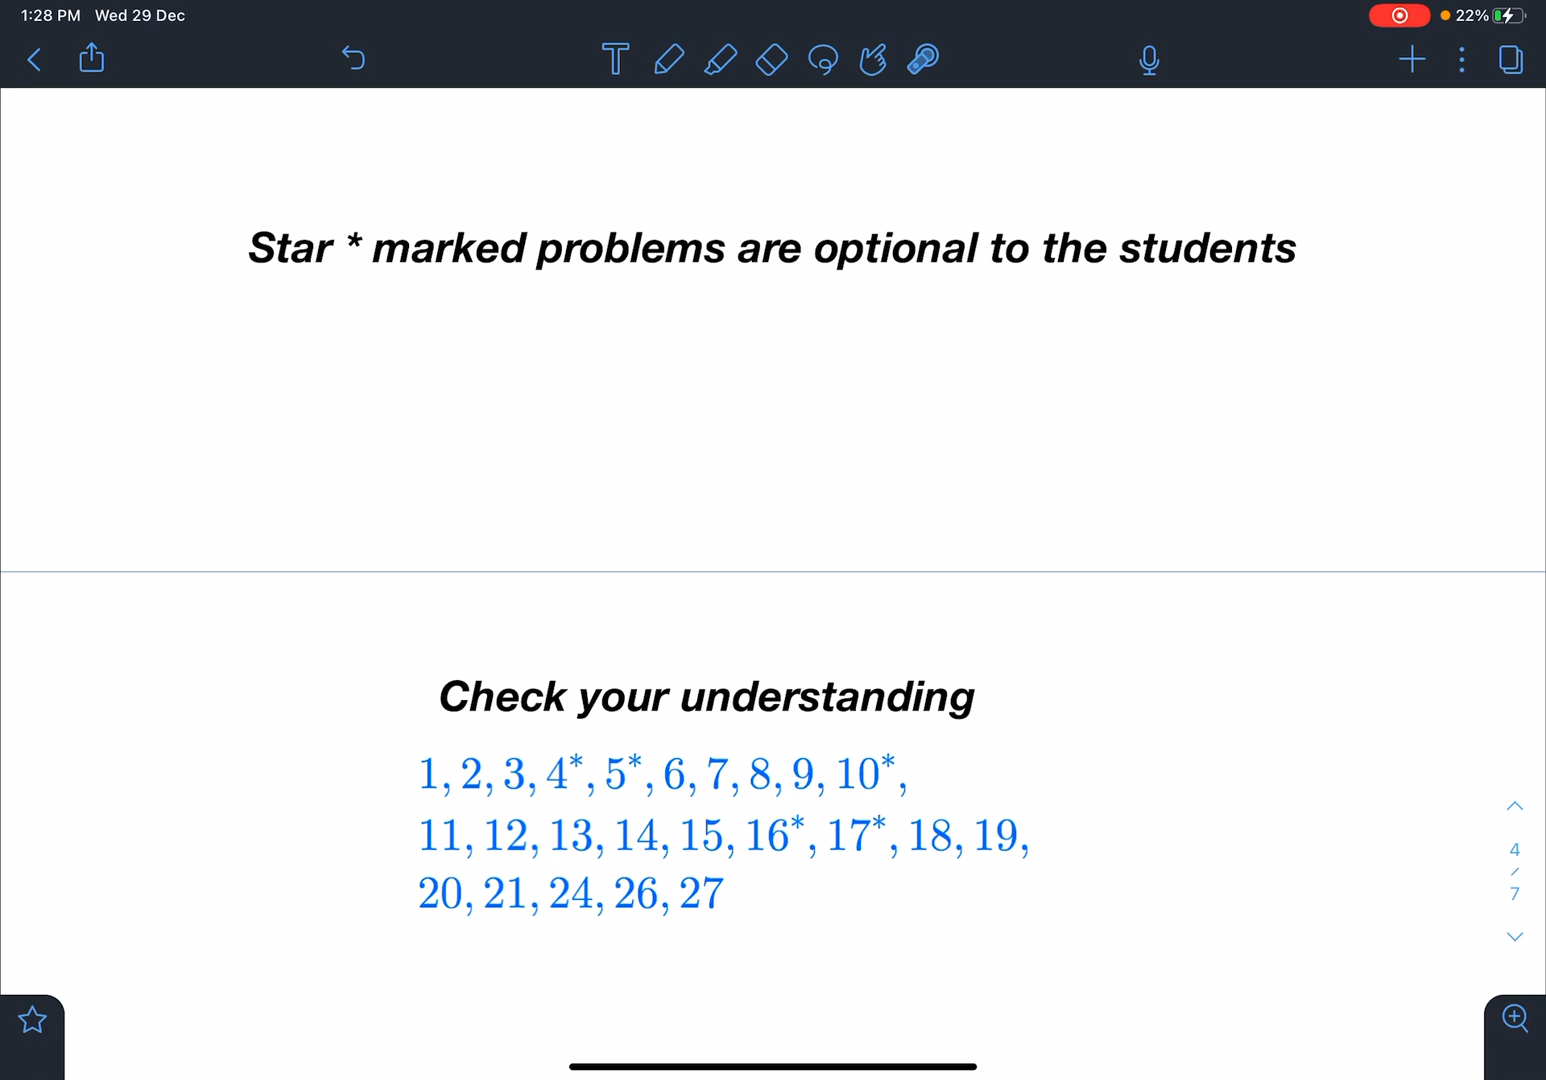 1:28 PM Wed 29 Dec
22%
Star * marked problems are optional to the students
Check your understanding
1, 2, 3, 4*, 5*, 6, 7, 8, 9, 10*,
11, 12, 13, 14, 15, 16*, 17*, 18, 19,
20, 21, 24, 26, 27
4
/
7